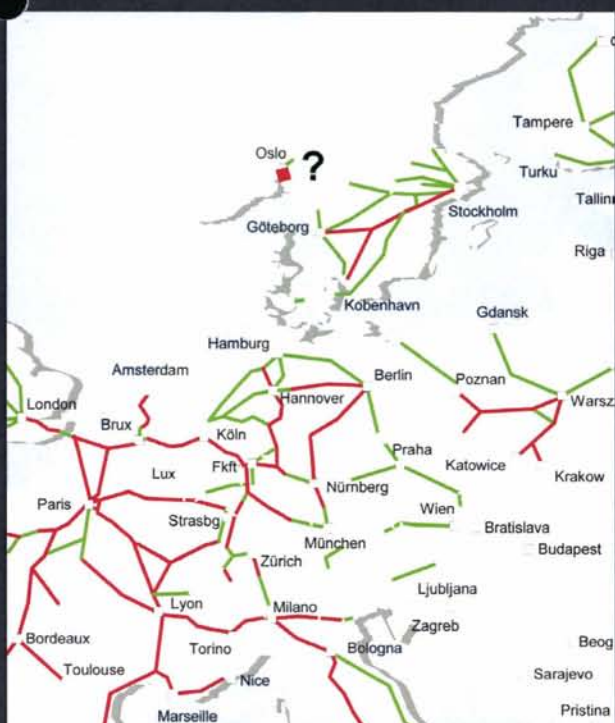 Tampere
Oslo
?
Turku
Tallin
Stockholm
Göteborg
Riga
Kobenhavn
Gdansk
Hamburg
Amsterdam
Berlin
Poznan
Hannover
London
Warsz
Brux
Köln
Praha
Lux
Fkft
Katowice
Krakow
Nürnberg
Paris
Wien
Strasbg
Bratislava
München
Budapest
Zürich
Ljubljana
Lyon
Milano
Zagreb
Bordeaux
Torino
Bologna
Beog
Toulouse
Nice
Sarajevo
Marseille
Pristina